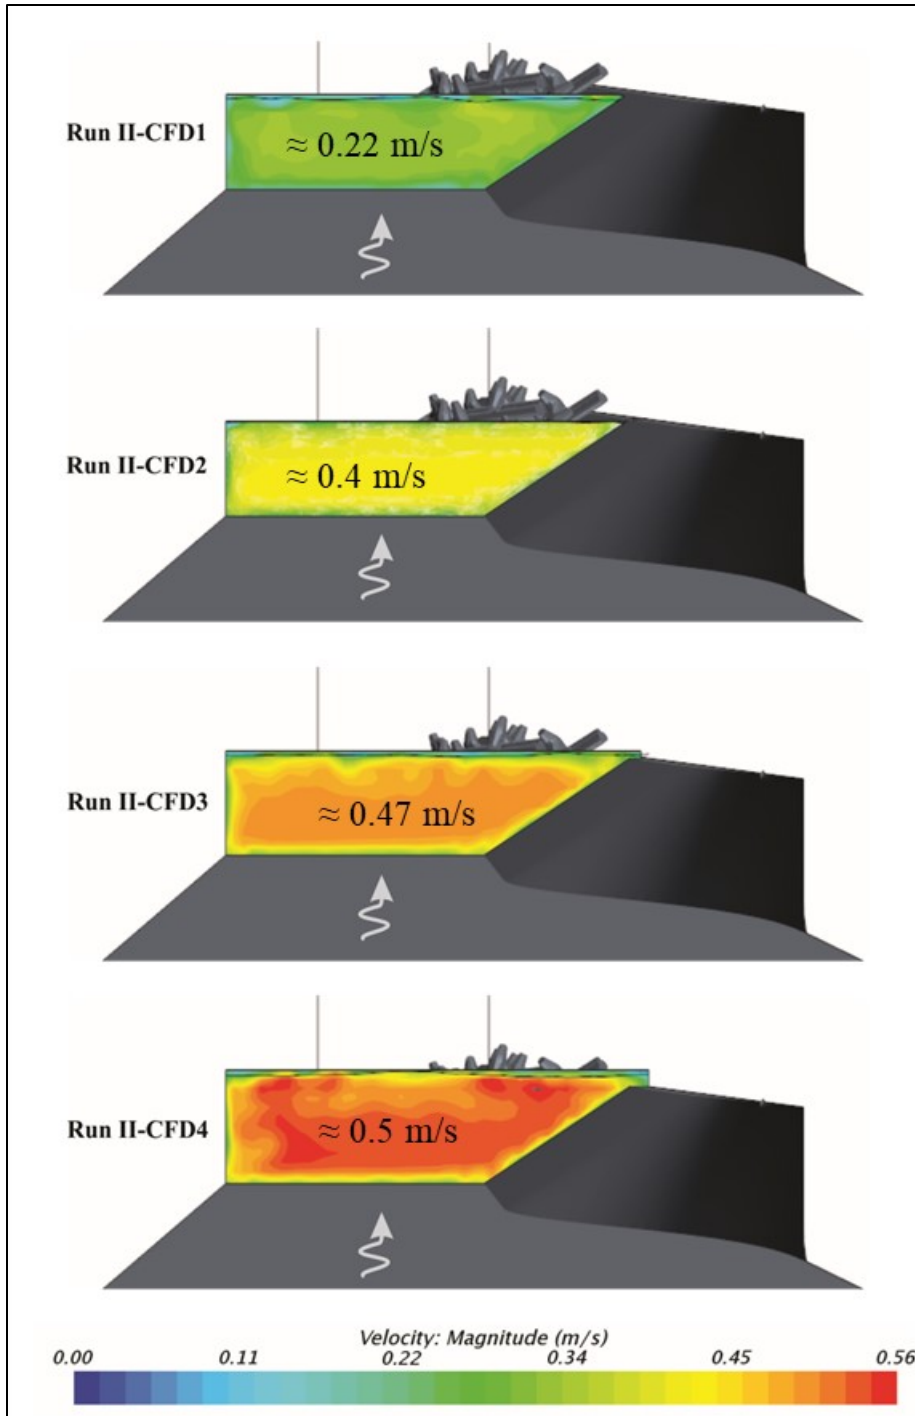 Run II-CFD1
≈ 0.22 m/s
Run II-CFD2
≈ 0.4 m/s
Run II-CFD3
≈ 0.47 m/s
Run II-CFD4
≈ 0.5 m/s
Velocity: Magnitude (m/s)
0.00 0.11 0.22 0.34 0.45 0.56